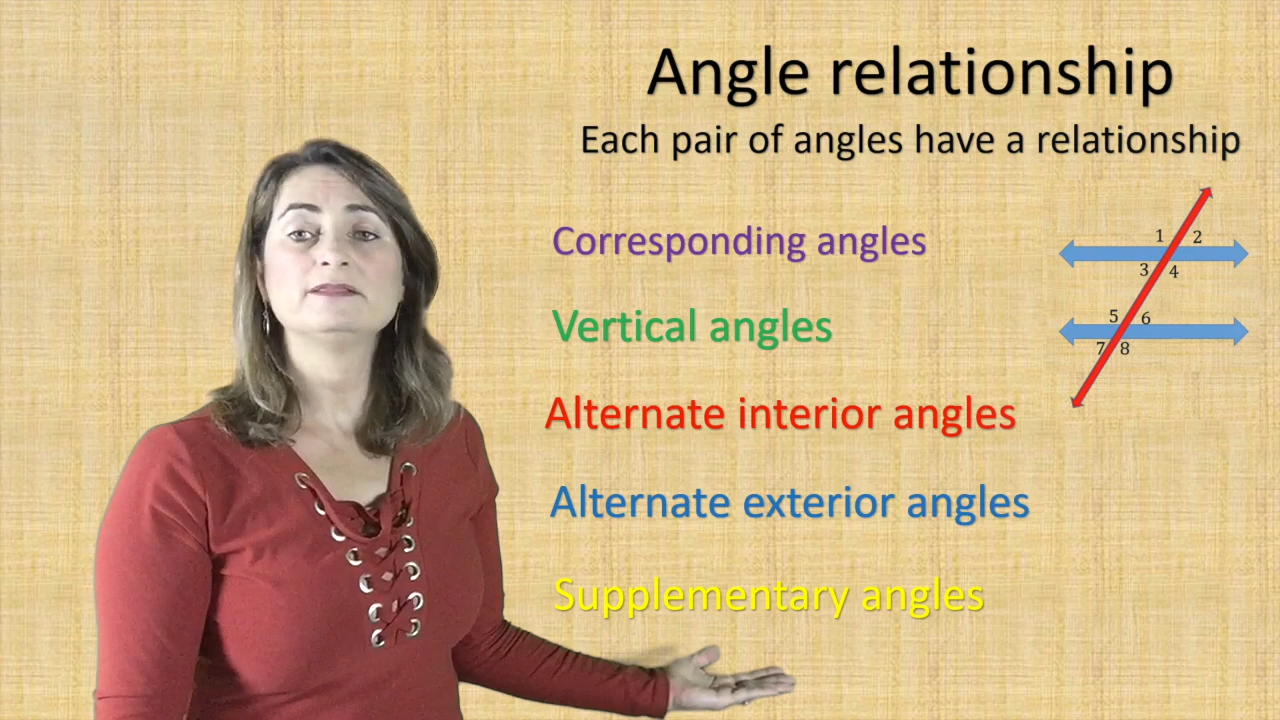 Angle relationship
Each pair of angles have a relationship
Corresponding angles
1 2
3 4
Vertical angles
5 6
7 8
Alternate interior angles
Alternate exterior angles
Supplementary angles